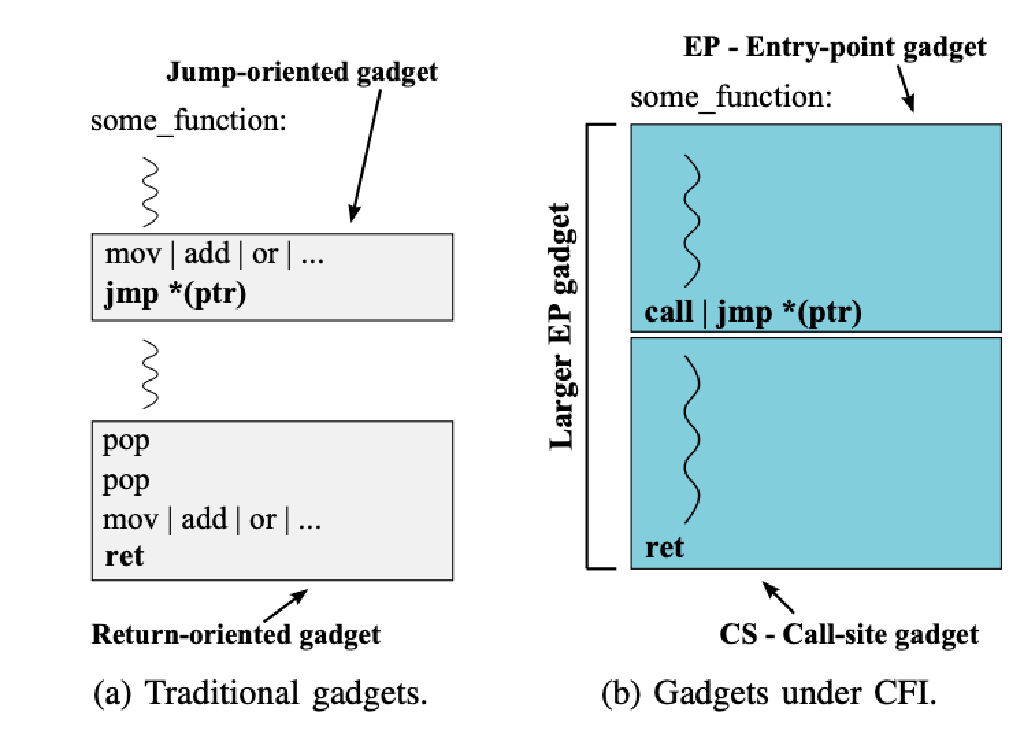 Jump-oriented gadget
some_function:
mov | add | or | ...
jmp *(ptr)
pop
pop
mov | add | or | ...
ret
Return-oriented gadget
(a) Traditional gadgets.
EP - Entry-point gadget
some_function:
Larger EP gadget
call | jmp *(ptr)
ret
CS - Call-site gadget
(b) Gadgets under CFI.